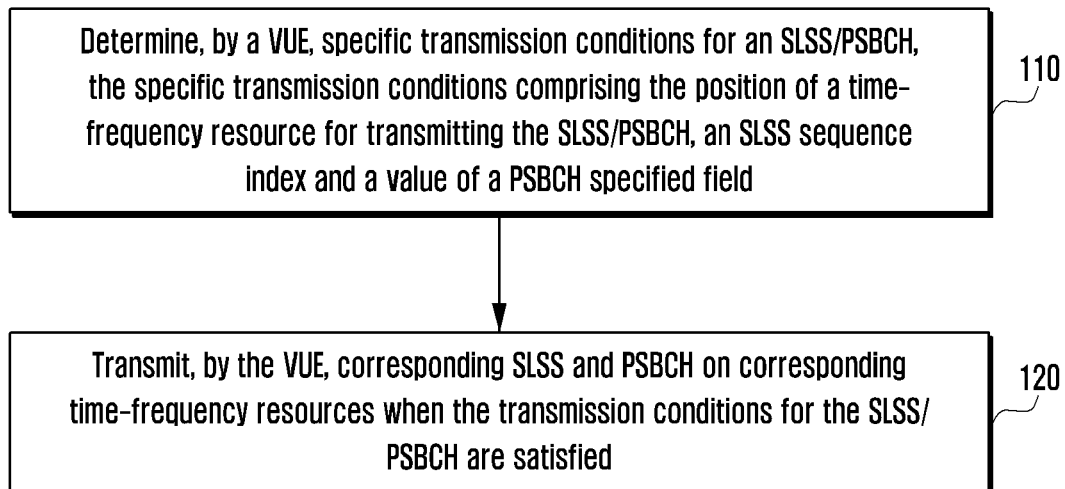 Determine, by a VUE, specific transmission conditions for an SLSS/PSBCH,
the specific transmission conditions comprising the position of a time-
frequency resource for transmitting the SLSS/PSBCH, an SLSS sequence
index and a value of a PSBCH specified field
110
Transmit, by the VUE, corresponding SLSS and PSBCH on corresponding
time-frequency resources when the transmission conditions for the SLSS/
PSBCH are satisfied
120